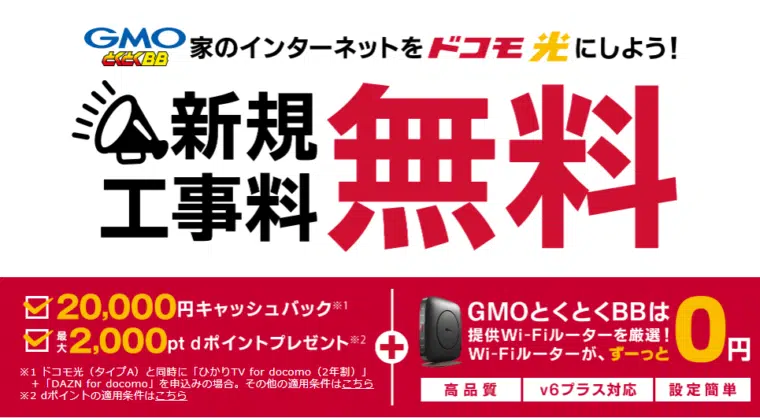 GMO
とくとくBB
家のインターネットをドコモ光にしよう!
新規
工事料
無料
20,000円キャッシュバック※1
最大2,000pt dポイントプレゼント※2
※1 ドコモ光(タイプA)と同時に「ひかりTV for docomo(2年割)」
+「DAZN for docomo」を申込みの場合。その他の適用条件はこちら
※2 dポイントの適用条件はこちら
+
GMOとくとくBBは
提供Wi-Fiルーターを厳選!
Wi-Fiルーターが、ずーっと
0円
高品質
v6プラス対応
設定簡単